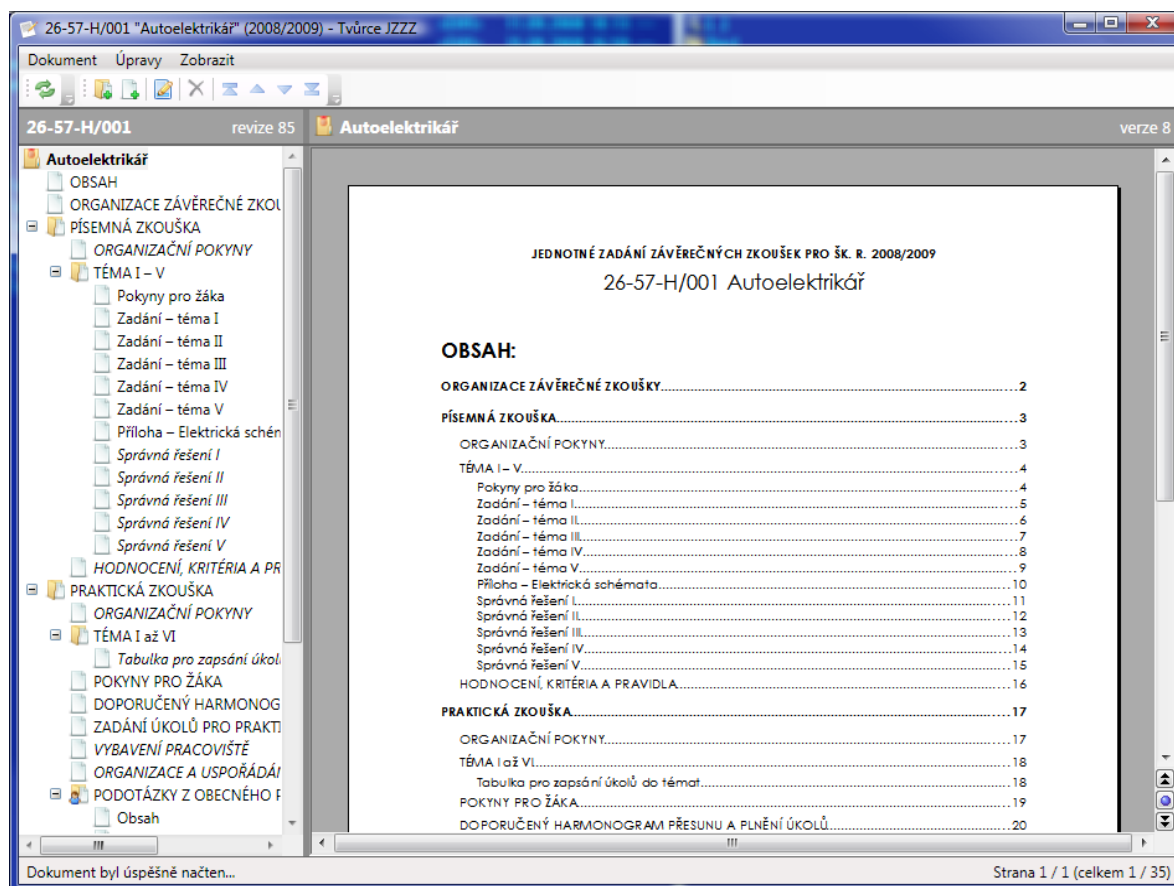 26-57-H/001 "Autoelektrikář" (2008/2009) - Tvůrce JZZZ
Dokument Úpravy Zobrazit
26-57-H/001 revize 85
Autoelektrikář verze 8
Autoelektrikář
OBSAH
ORGANIZACE ZÁVĚREČNÉ ZKOU
PÍSEMNÁ ZKOUŠKA
ORGANIZAČNÍ POKYNY
TÉMA I – V
Pokyny pro žáka
Zadání – téma I
Zadání – téma II
Zadání – téma III
Zadání – téma IV
Zadání – téma V
Příloha – Elektrická schén
Správná řešení I
Správná řešení II
Správná řešení III
Správná řešení IV
Správná řešení V
HODNOCENÍ, KRITÉRIA A PR
PRAKTICKÁ ZKOUŠKA
ORGANIZAČNÍ POKYNY
TÉMA I až VI
Tabulka pro zapsání úkol
POKYNY PRO ŽÁKA
DOPORUČENÝ HARMONOG
ZADÁNÍ ÚKOLŮ PRO PRAKTI
VYBAVENÍ PRACOVIŠTĚ
ORGANIZACE A USPOŘÁDÁ
PODOTÁZKY Z OBECNÉHO P
Obsah
JEDNOTNÉ ZADÁNÍ ZÁVĚREČNÝCH ZKOUŠEK PRO ŠK. R. 2008/2009
26-57-H/001 Autoelektrikář
OBSAH:
ORGANIZACE ZÁVĚREČNÉ ZKOUŠKY 2
PÍSEMNÁ ZKOUŠKA 3
ORGANIZAČNÍ POKYNY 3
TÉMA I – V 4
Pokyny pro žáka 4
Zadání – téma I 5
Zadání – téma II 6
Zadání – téma III 7
Zadání – téma IV 8
Zadání – téma V 9
Příloha – Elektrická schémata 10
Správná řešení I 11
Správná řešení II 12
Správná řešení III 13
Správná řešení IV 14
Správná řešení V 15
HODNOCENÍ, KRITÉRIA A PRAVIDLA 16
PRAKTICKÁ ZKOUŠKA 17
ORGANIZAČNÍ POKYNY 17
TÉMA I až VI 18
Tabulka pro zapsání úkolů do témat 18
POKYNY PRO ŽÁKA 19
DOPORUČENÝ HARMONOGRAM PŘESUNU A PLNĚNÍ ÚKOLŮ 20
Dokument byl úspěšně načten...
Strana 1 / 1 (celkem 1 / 35)